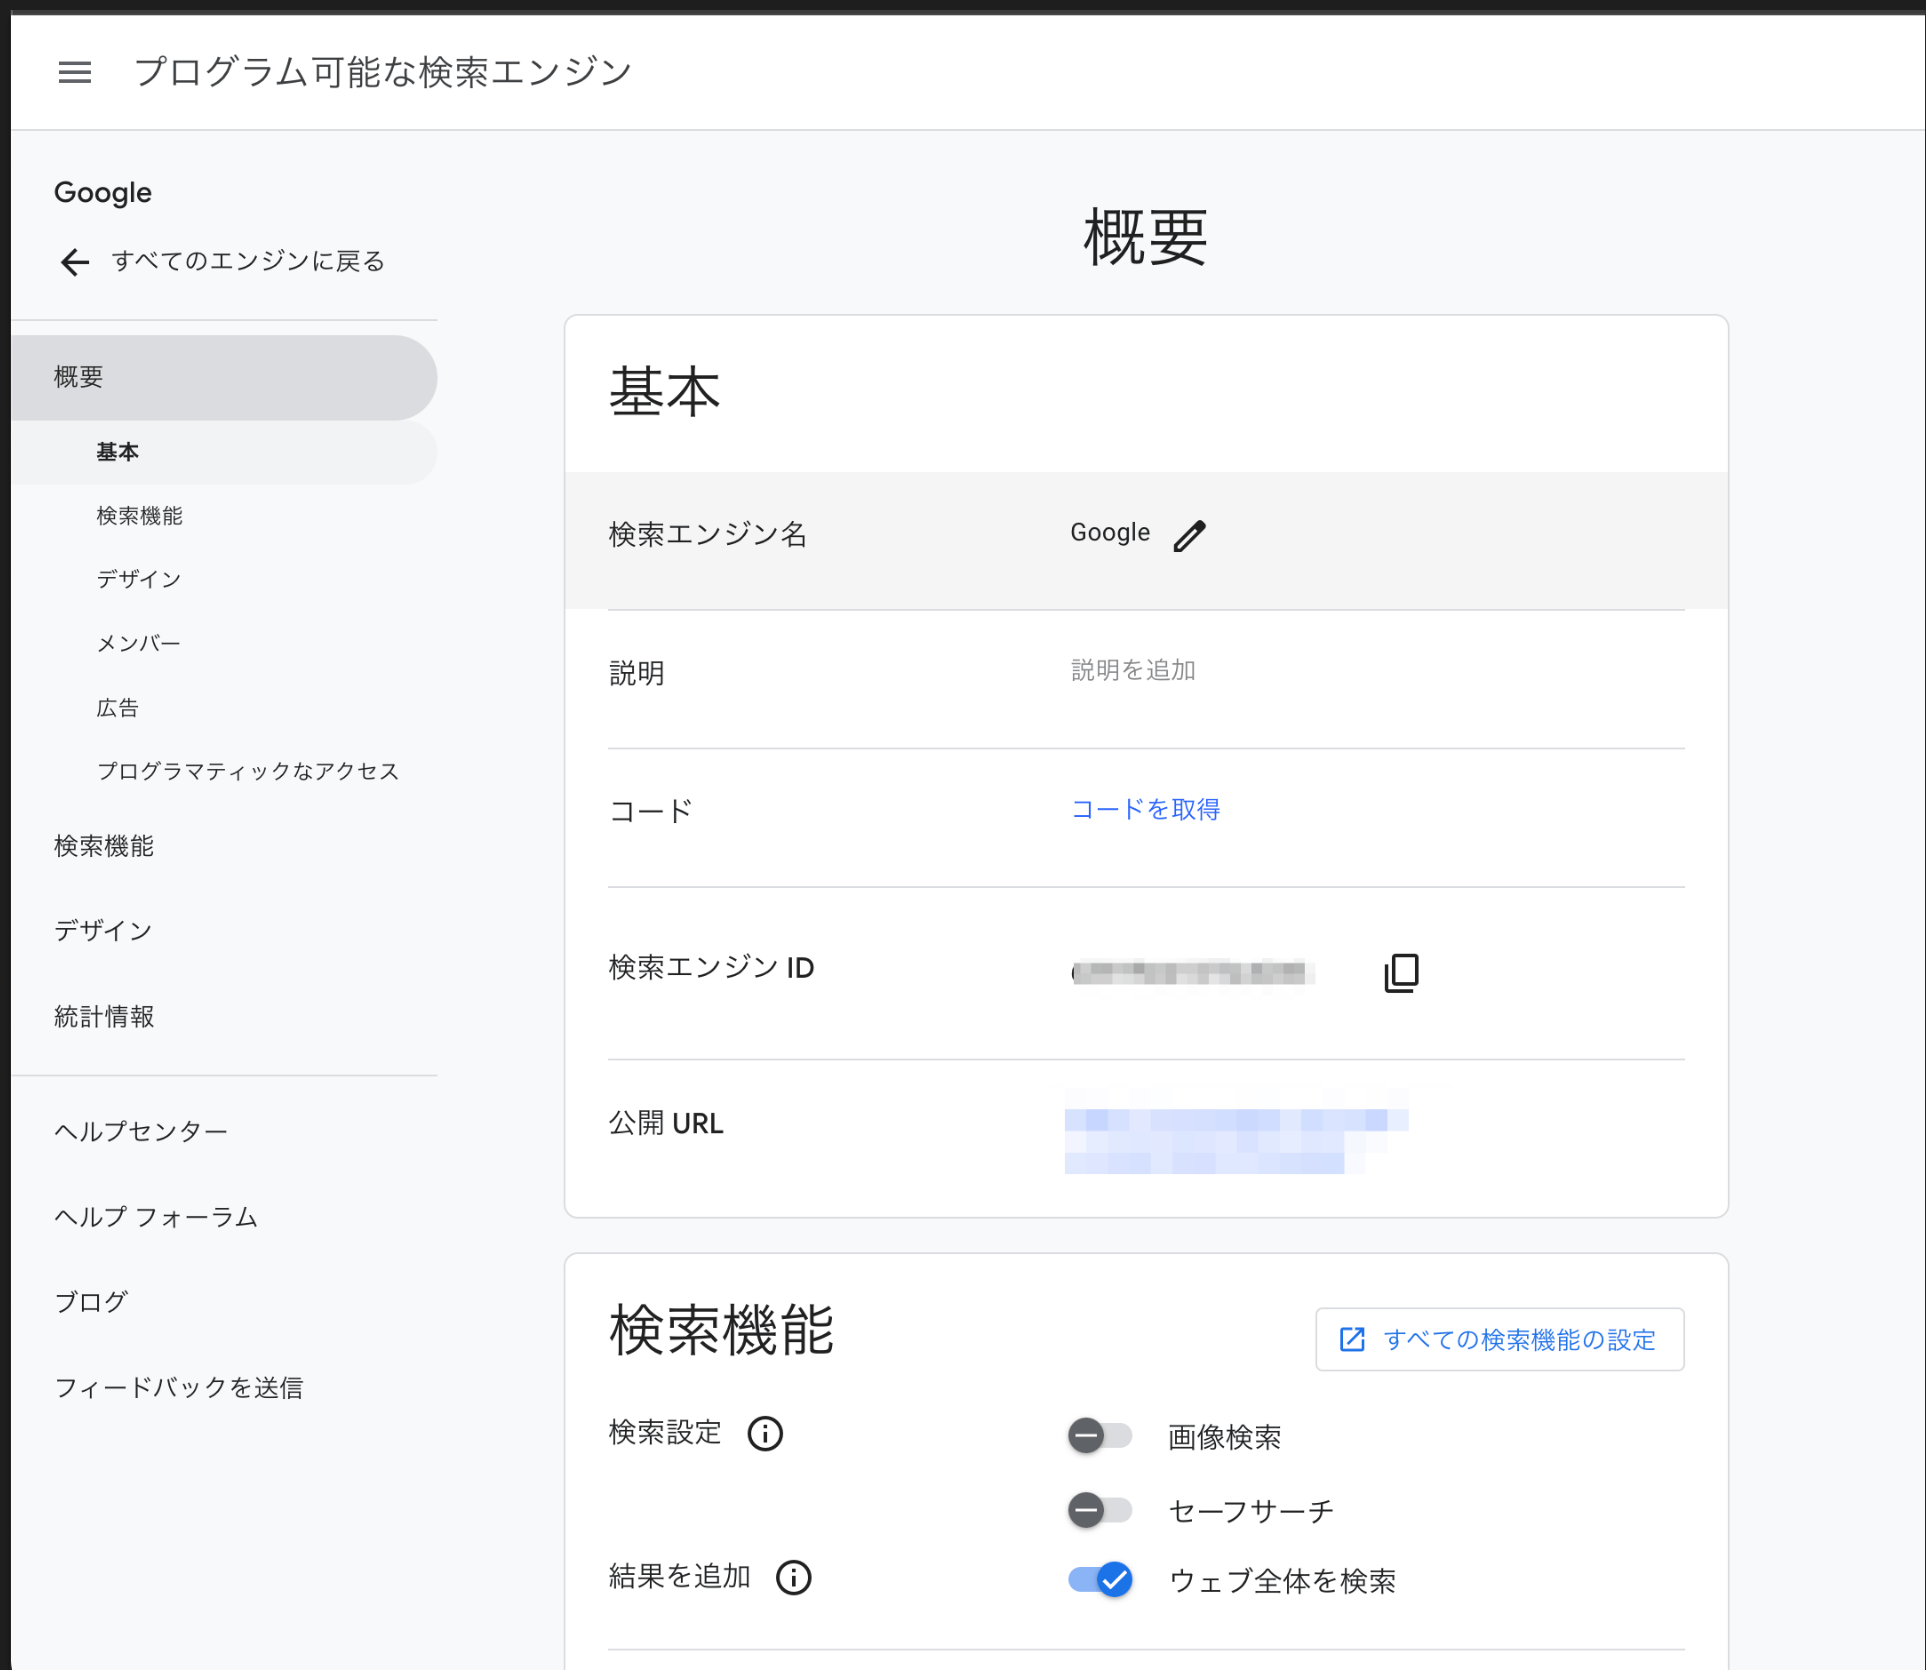 プログラム可能な検索エンジン
Google
すべてのエンジンに戻る
概要
基本
検索機能
デザイン
メンバー
広告
プログラマティックなアクセス
検索機能
デザイン
統計情報
ヘルプセンター
ヘルプ フォーラム
ブログ
フィードバックを送信
概要
基本
検索エンジン名 Google
説明 説明を追加
コード コードを取得
検索エンジン ID
公開 URL
検索機能 すべての検索機能の設定
検索設定 画像検索
セーフサーチ
結果を追加 ウェブ全体を検索